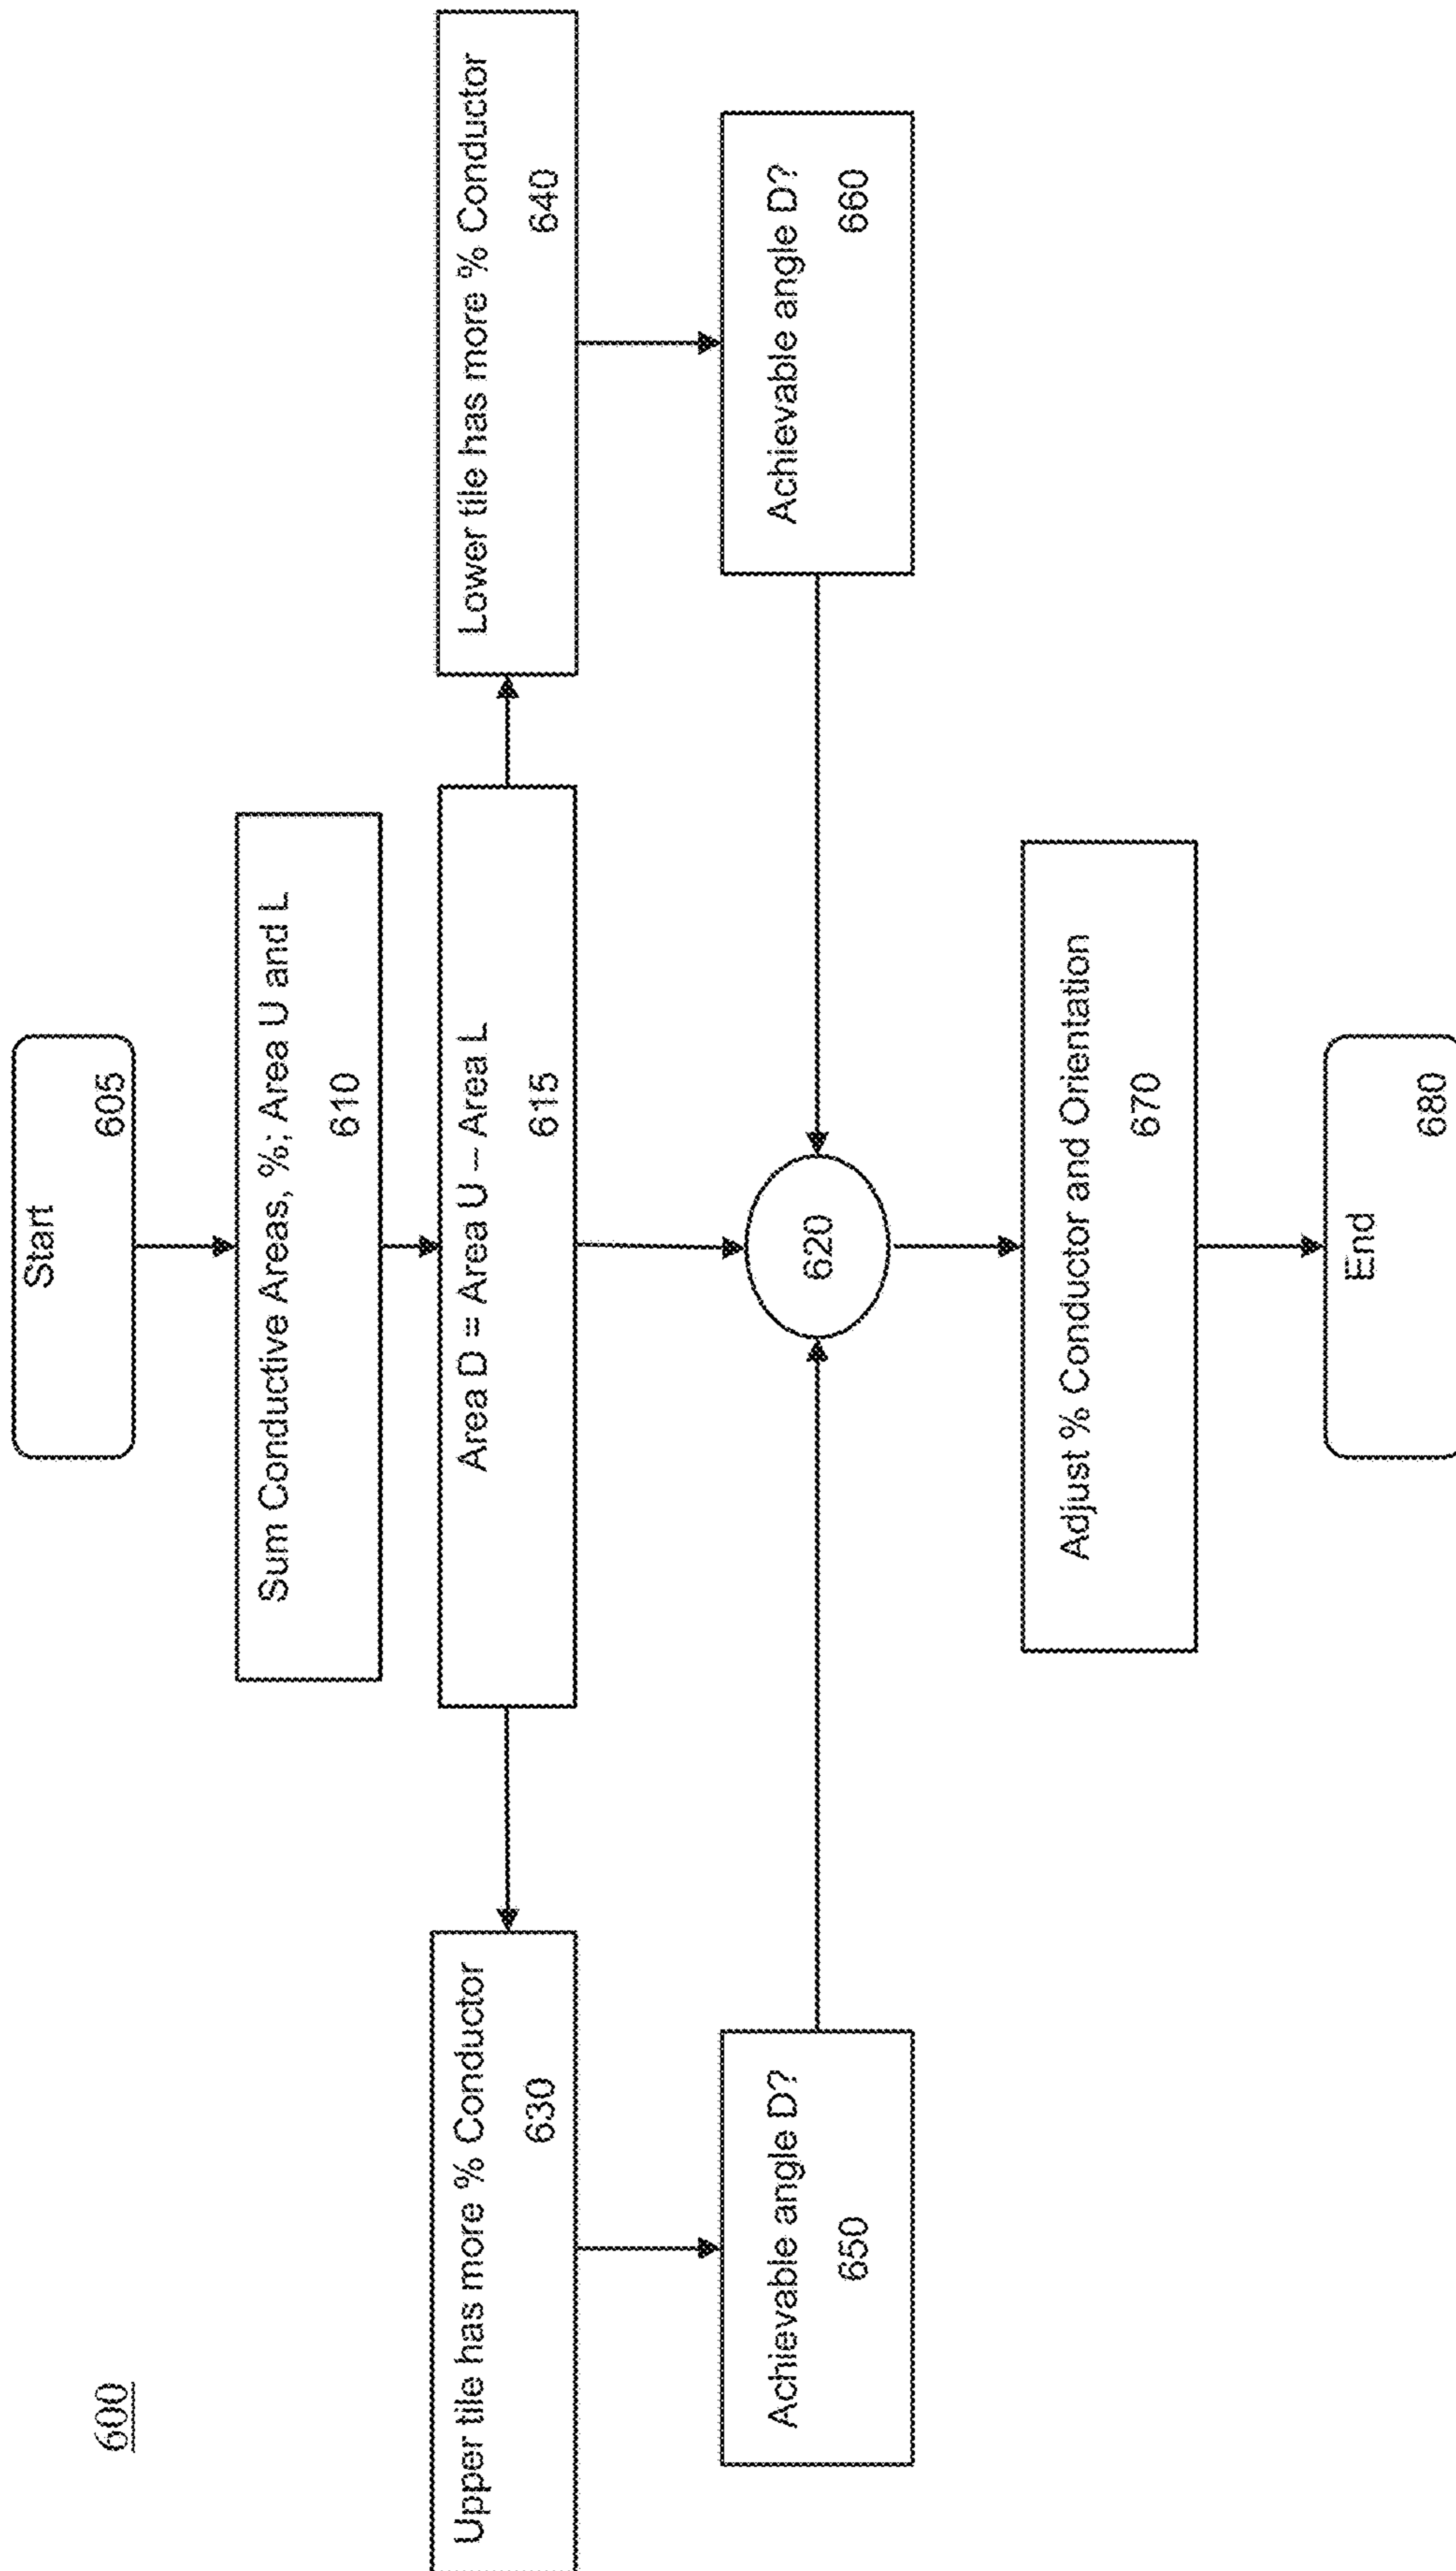 600
Start
605
Sum Conductive Areas, %; Area U and L
610
Area D = Area U – Area L
615
Upper tile has more % Conductor
630
Lower tile has more % Conductor
640
Achievable angle D?
650
620
Achievable angle D?
660
Adjust % Conductor and Orientation
670
End
680